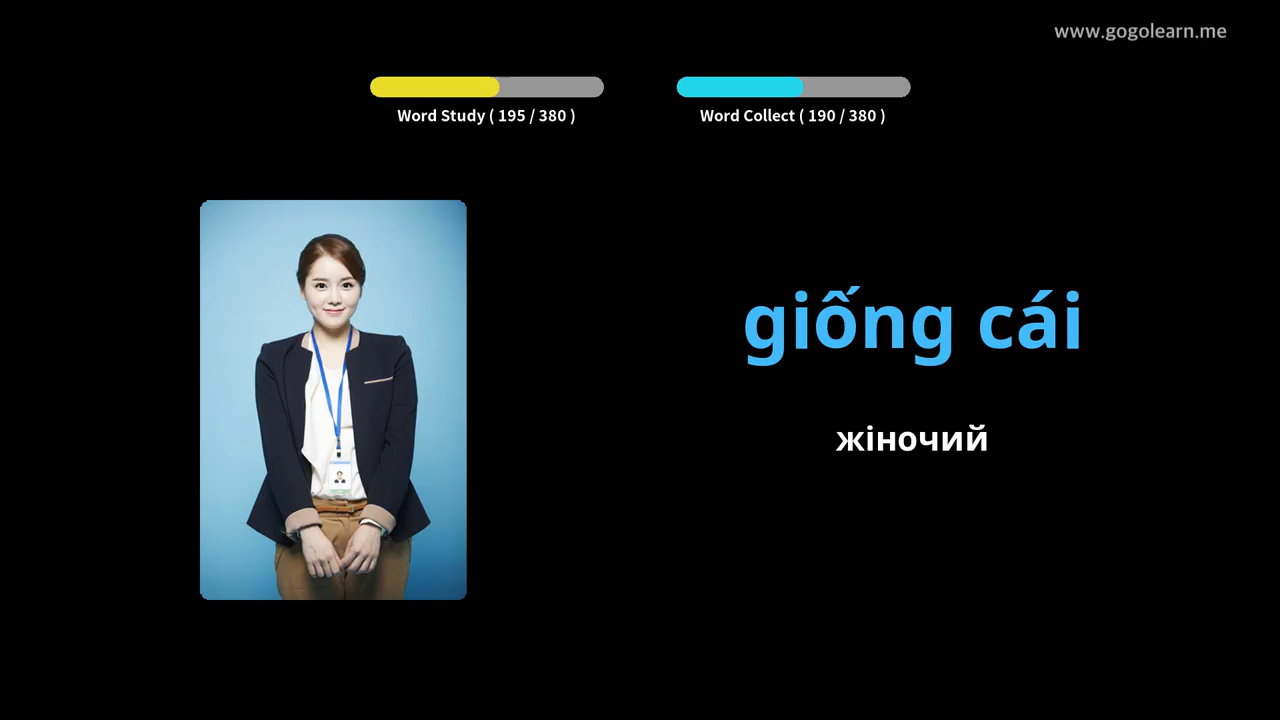 www.gogolearn.me
Word Study ( 195 / 380 )
Word Collect ( 190 / 380 )
giống cái
жіночий